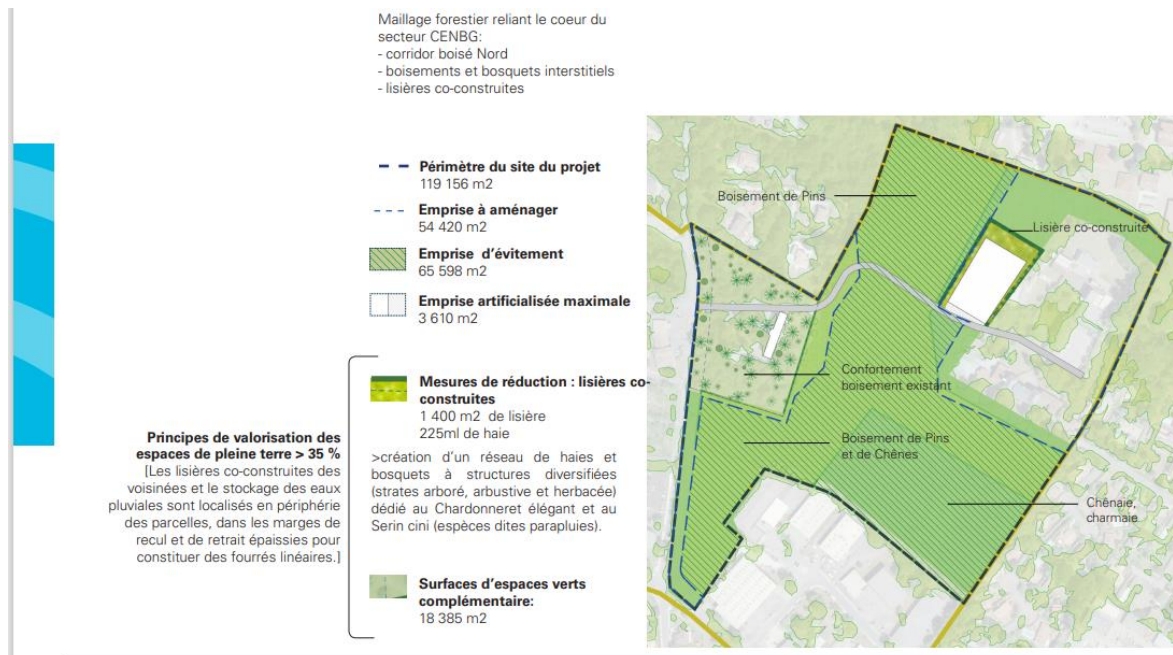 Maillage forestier reliant le coeur du
secteur CENBG:
- corridor boisé Nord
- boisements et bosquets interstitiels
- lisières co-construites
Périmètre du site du projet
119 156 m2
Emprise à aménager
54 420 m2
Emprise d'évitement
65 598 m2
Emprise artificialisée maximale
3 610 m2
Mesures de réduction : lisières co-
construites
1 400 m2 de lisière
225ml de haie
>création d'un réseau de haies et
bosquets à structures diversifiées
(strates arboré, arbustive et herbacée)
dédié au Chardonneret élégant et au
Serin cini (espèces dites parapluies).
Surfaces d'espaces verts
complémentaire:
18 385 m2
Principes de valorisation des
espaces de pleine terre > 35 %
[Les lisières co-construites des
voisinées et le stockage des eaux
pluviales sont localisés en périphérie
des parcelles, dans les marges de
recul et de retrait épaissies pour
constituer des fourrés linéaires.]
Boisement de Pins
Lisière co-construite
Confortement
boisement existant
Boisement de Pins
et de Chênes
Chênaie,
charmaie